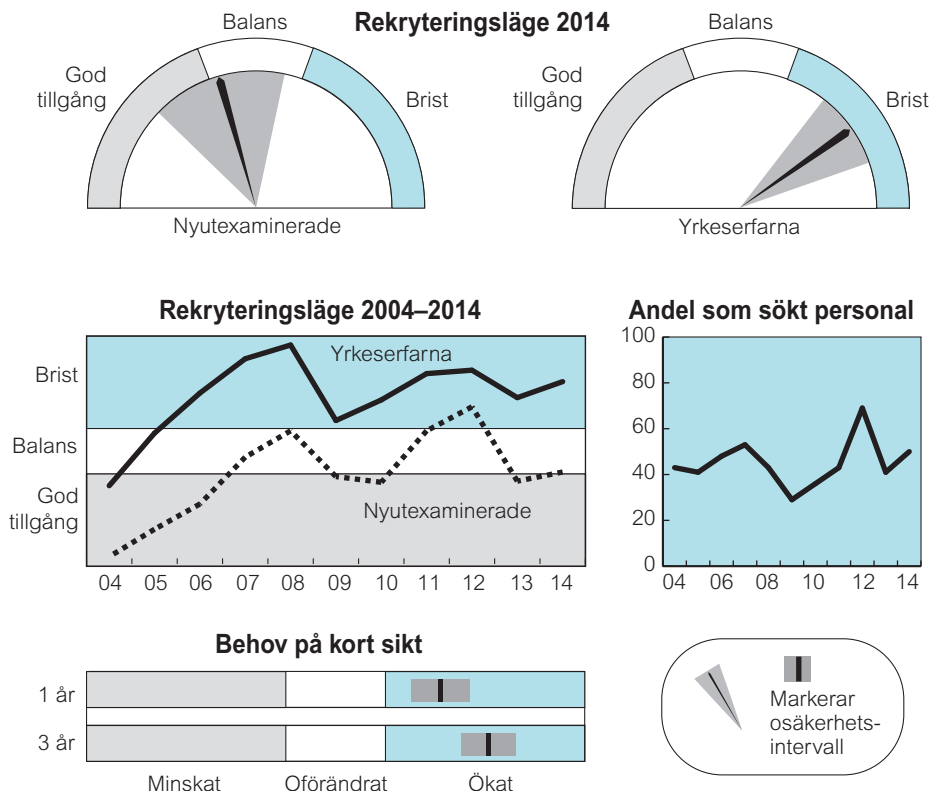 Rekryteringsläge 2014
Balans
God
tillgång
Brist
Nyutexaminerade
Balans
God
tillgång
Brist
Yrkeserfarna
Rekryteringsläge 2004–2014
Brist
Balans
God
tillgång
Yrkeserfarna
Nyutexaminerade
04 05 06 07 08 09 10 11 12 13 14
Andel som sökt personal
100
80
60
40
20
0
04 06 08 10 12 14
Behov på kort sikt
1 år
3 år
Minskat Oförändrat Ökat
Markerar
osäkerhets-
intervall